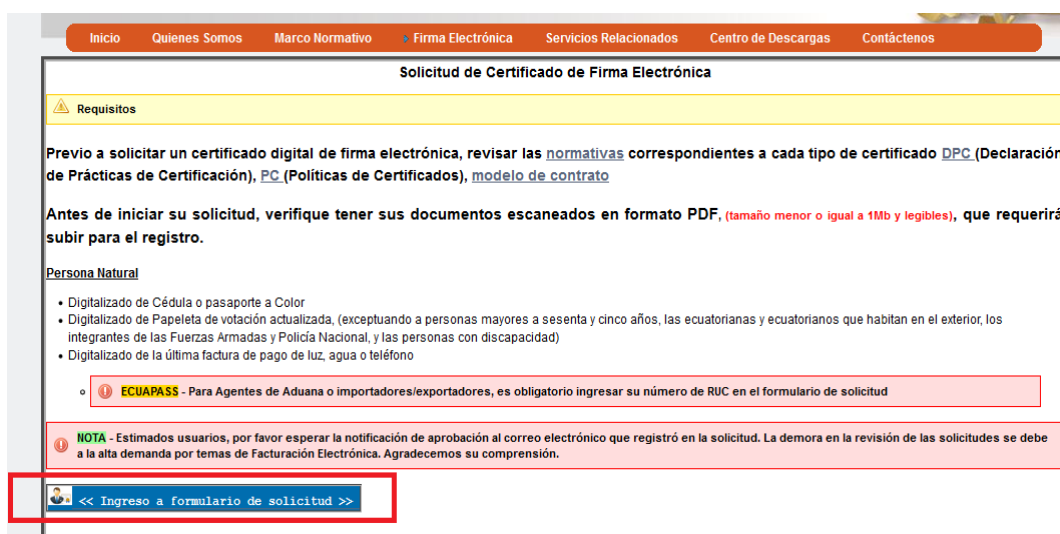 Inicio Quienes Somos Marco Normativo Firma Electrónica Servicios Relacionados Centro de Descargas Contáctenos
Solicitud de Certificado de Firma Electrónica
Requisitos
Previo a solicitar un certificado digital de firma electrónica, revisar las normativas correspondientes a cada tipo de certificado DPC (Declaración
de Prácticas de Certificación), PC (Políticas de Certificados), modelo de contrato
Antes de iniciar su solicitud, verifique tener sus documentos escaneados en formato PDF, (tamaño menor o igual a 1Mb y legibles), que requerirá
subir para el registro.
Persona Natural
• Digitalizado de Cédula o pasaporte a Color
• Digitalizado de Papeleta de votación actualizada, (exceptuando a personas mayores a sesenta y cinco años, las ecuatorianas y ecuatorianos que habitan en el exterior, los
integrantes de las Fuerzas Armadas y Policía Nacional, y las personas con discapacidad)
• Digitalizado de la última factura de pago de luz, agua o teléfono
ECUAPASS - Para Agentes de Aduana o importadores/exportadores, es obligatorio ingresar su número de RUC en el formulario de solicitud
NOTA - Estimados usuarios, por favor esperar la notificación de aprobación al correo electrónico que registró en la solicitud. La demora en la revisión de las solicitudes se debe
a la alta demanda por temas de Facturación Electrónica. Agradecemos su comprensión.
<< Ingreso a formulario de solicitud >>